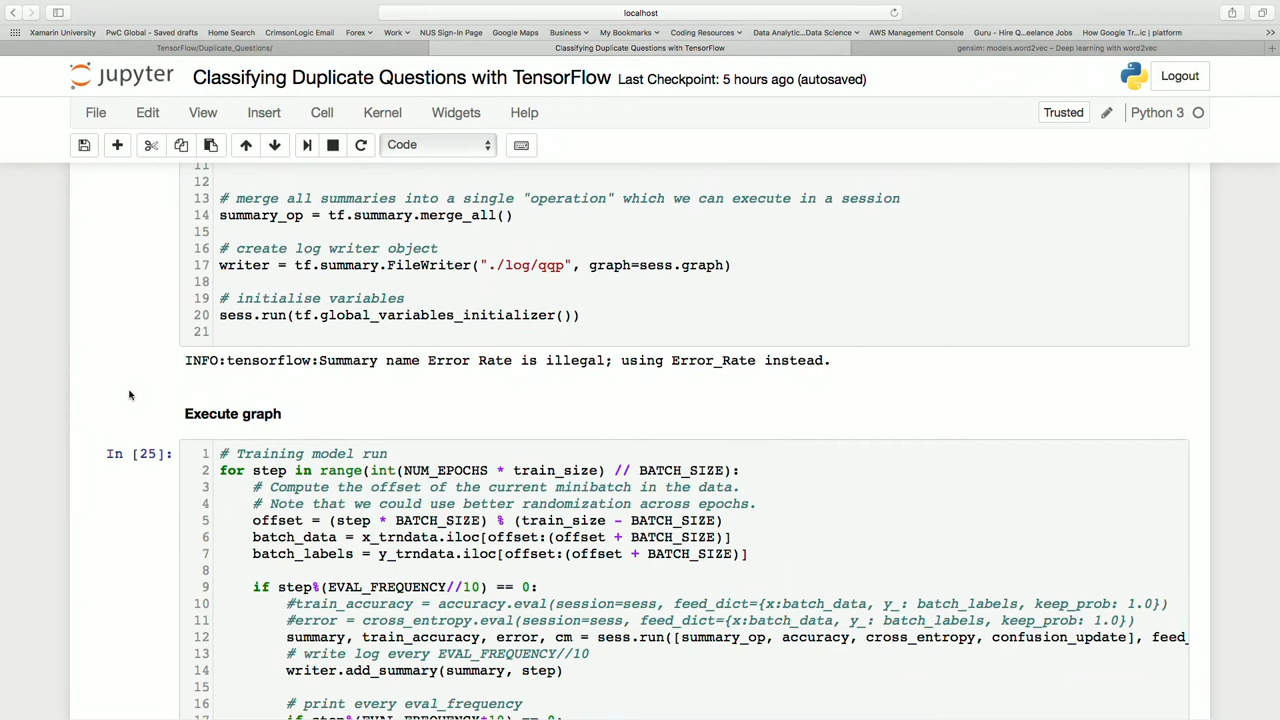 localhost
Xamarin University PwC Global - Saved drafts Home Search CrimsonLogic Email Forex Work NUS Sign-In Page Google Maps Business My Bookmarks Coding Resources Data Analytic...Data Science AWS Management Console Guru - Hire Q...eelance Jobs How Google Tr...ic | platform
TensorFlow/Duplicate_Questions/ Classifying Duplicate Questions with TensorFlow gensim: models.word2vec – Deep learning with word2vec
jupyter Classifying Duplicate Questions with TensorFlow Last Checkpoint: 5 hours ago (autosaved) Logout
File Edit View Insert Cell Kernel Widgets Help Trusted Python 3
Code
11
12
13 # merge all summaries into a single "operation" which we can execute in a session
14 summary_op = tf.summary.merge_all()
15
16 # create log writer object
17 writer = tf.summary.FileWriter("./log/qqp", graph=sess.graph)
18
19 # initialise variables
20 sess.run(tf.global_variables_initializer())
21
INFO:tensorflow:Summary name Error Rate is illegal; using Error_Rate instead.
Execute graph
In [25]: 1 # Training model run
2 for step in range(int(NUM_EPOCHS * train_size) // BATCH_SIZE):
3 # Compute the offset of the current minibatch in the data.
4 # Note that we could use better randomization across epochs.
5 offset = (step * BATCH_SIZE) % (train_size - BATCH_SIZE)
6 batch_data = x_trndata.iloc[offset:(offset + BATCH_SIZE)]
7 batch_labels = y_trndata.iloc[offset:(offset + BATCH_SIZE)]
8
9 if step%(EVAL_FREQUENCY//10) == 0:
10 #train_accuracy = accuracy.eval(session=sess, feed_dict={x:batch_data, y_: batch_labels, keep_prob: 1.0})
11 #error = cross_entropy.eval(session=sess, feed_dict={x:batch_data, y_: batch_labels, keep_prob: 1.0})
12 summary, train_accuracy, error, cm = sess.run([summary_op, accuracy, cross_entropy, confusion_update], feed_
13 # write log every EVAL_FREQUENCY//10
14 writer.add_summary(summary, step)
15
16 # print every eval_frequency
17 if step%(EVAL_FREQUENCY*10) == 0: